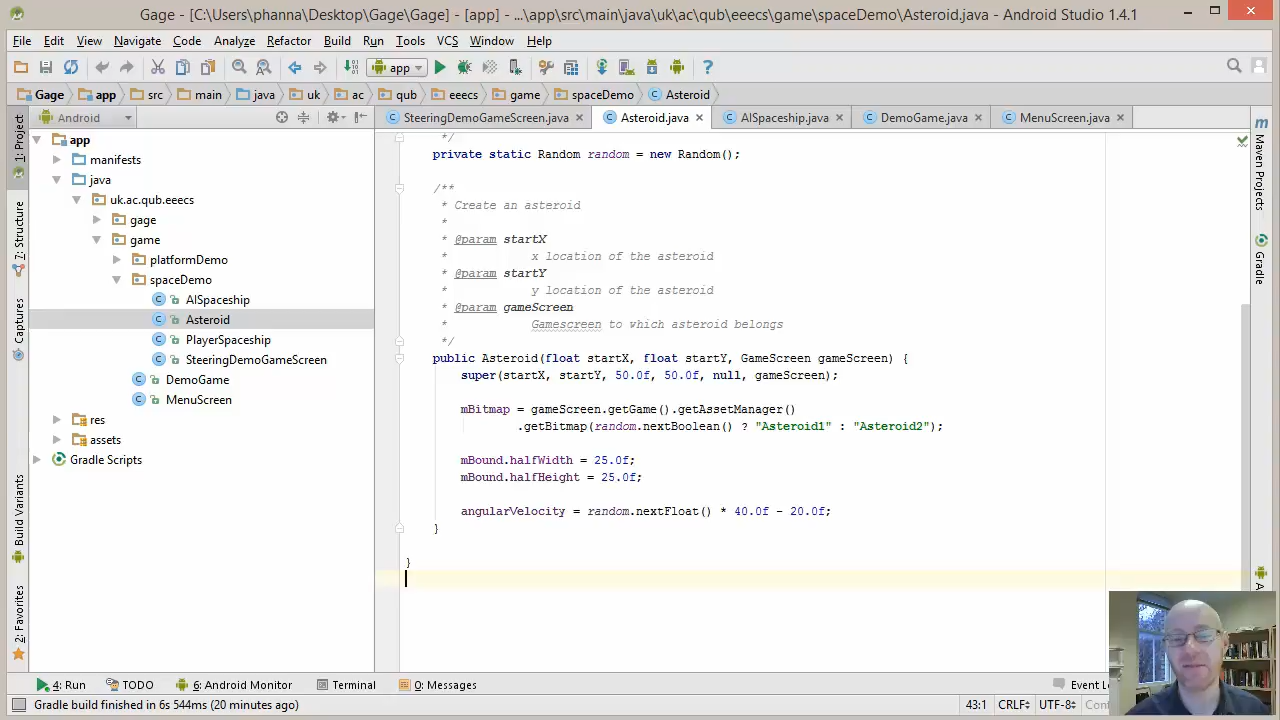 Gage - [C:\Users\phanna\Desktop\Gage\Gage] - [app] - ...\app\src\main\java\uk\ac\qub\eeecs\game\spaceDemo\Asteroid.java - Android Studio 1.4.1
File Edit View Navigate Code Analyze Refactor Build Run Tools VCS Window Help
app
Gage app src main java uk ac qub eeecs game spaceDemo Asteroid
Android
SteeringDemoGameScreen.java Asteroid.java AISpaceship.java DemoGame.java MenuScreen.java
1: Project
7: Structure
Captures
Build Variants
2: Favorites
app
manifests
java
uk.ac.qub.eeecs
gage
game
platformDemo
spaceDemo
AISpaceship
Asteroid
PlayerSpaceship
SteeringDemoGameScreen
DemoGame
MenuScreen
res
assets
Gradle Scripts
*/
private static Random random = new Random();
/**
* Create an asteroid
*
* @param startX
* x location of the asteroid
* @param startY
* y location of the asteroid
* @param gameScreen
* Gamescreen to which asteroid belongs
*/
public Asteroid(float startX, float startY, GameScreen gameScreen) {
super(startX, startY, 50.0f, 50.0f, null, gameScreen);
mBitmap = gameScreen.getGame().getAssetManager()
.getBitmap(random.nextBoolean() ? "Asteroid1" : "Asteroid2");
mBound.halfWidth = 25.0f;
mBound.halfHeight = 25.0f;
angularVelocity = random.nextFloat() * 40.0f - 20.0f;
}
}
m Maven Projects
Gradle
4: Run TODO 6: Android Monitor Terminal 0: Messages Event
Gradle build finished in 6s 544ms (20 minutes ago) 43:1 CRLF UTF-8